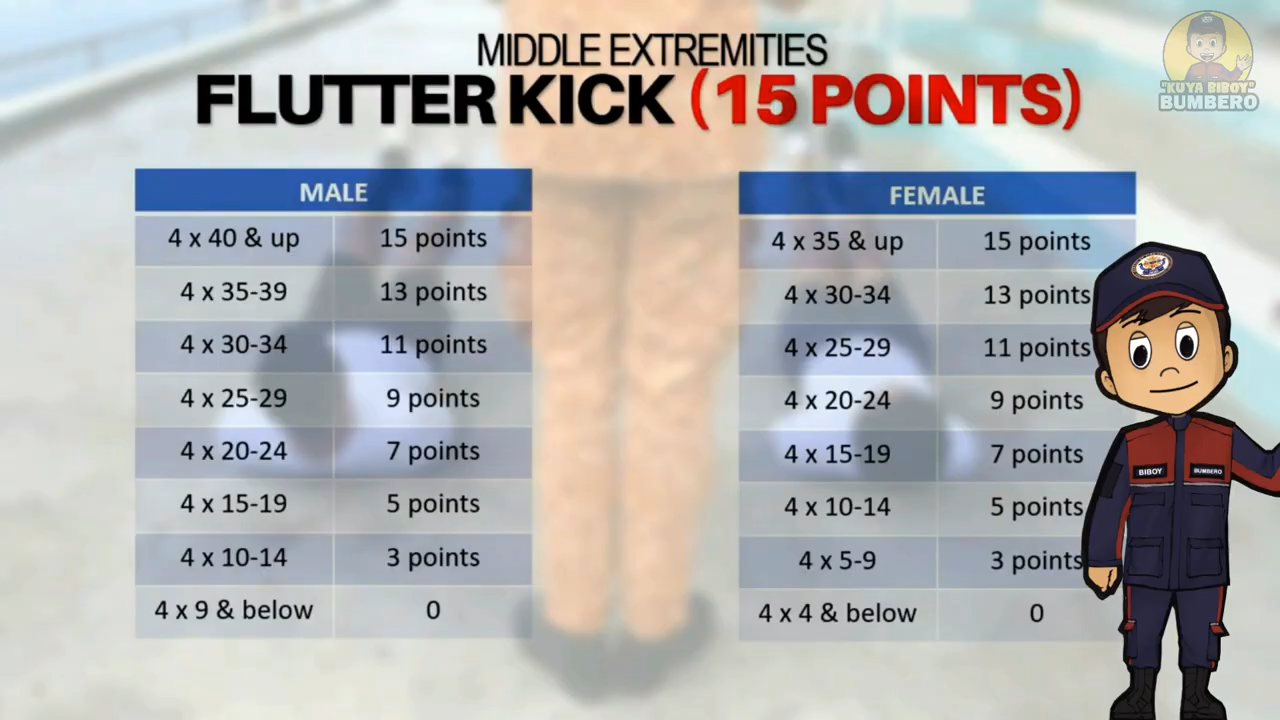 MIDDLE EXTREMITIES
FLUTTER KICK (15 POINTS)
"KUYA BIBOY"
BUMBERO
MALE
4 x 40 & up 15 points
4 x 35-39 13 points
4 x 30-34 11 points
4 x 25-29 9 points
4 x 20-24 7 points
4 x 15-19 5 points
4 x 10-14 3 points
4 x 9 & below 0
FEMALE
4 x 35 & up 15 points
4 x 30-34 13 points
4 x 25-29 11 points
4 x 20-24 9 points
4 x 15-19 7 points
4 x 10-14 5 points
4 x 5-9 3 points
4 x 4 & below 0
BIBOY BUMBERO